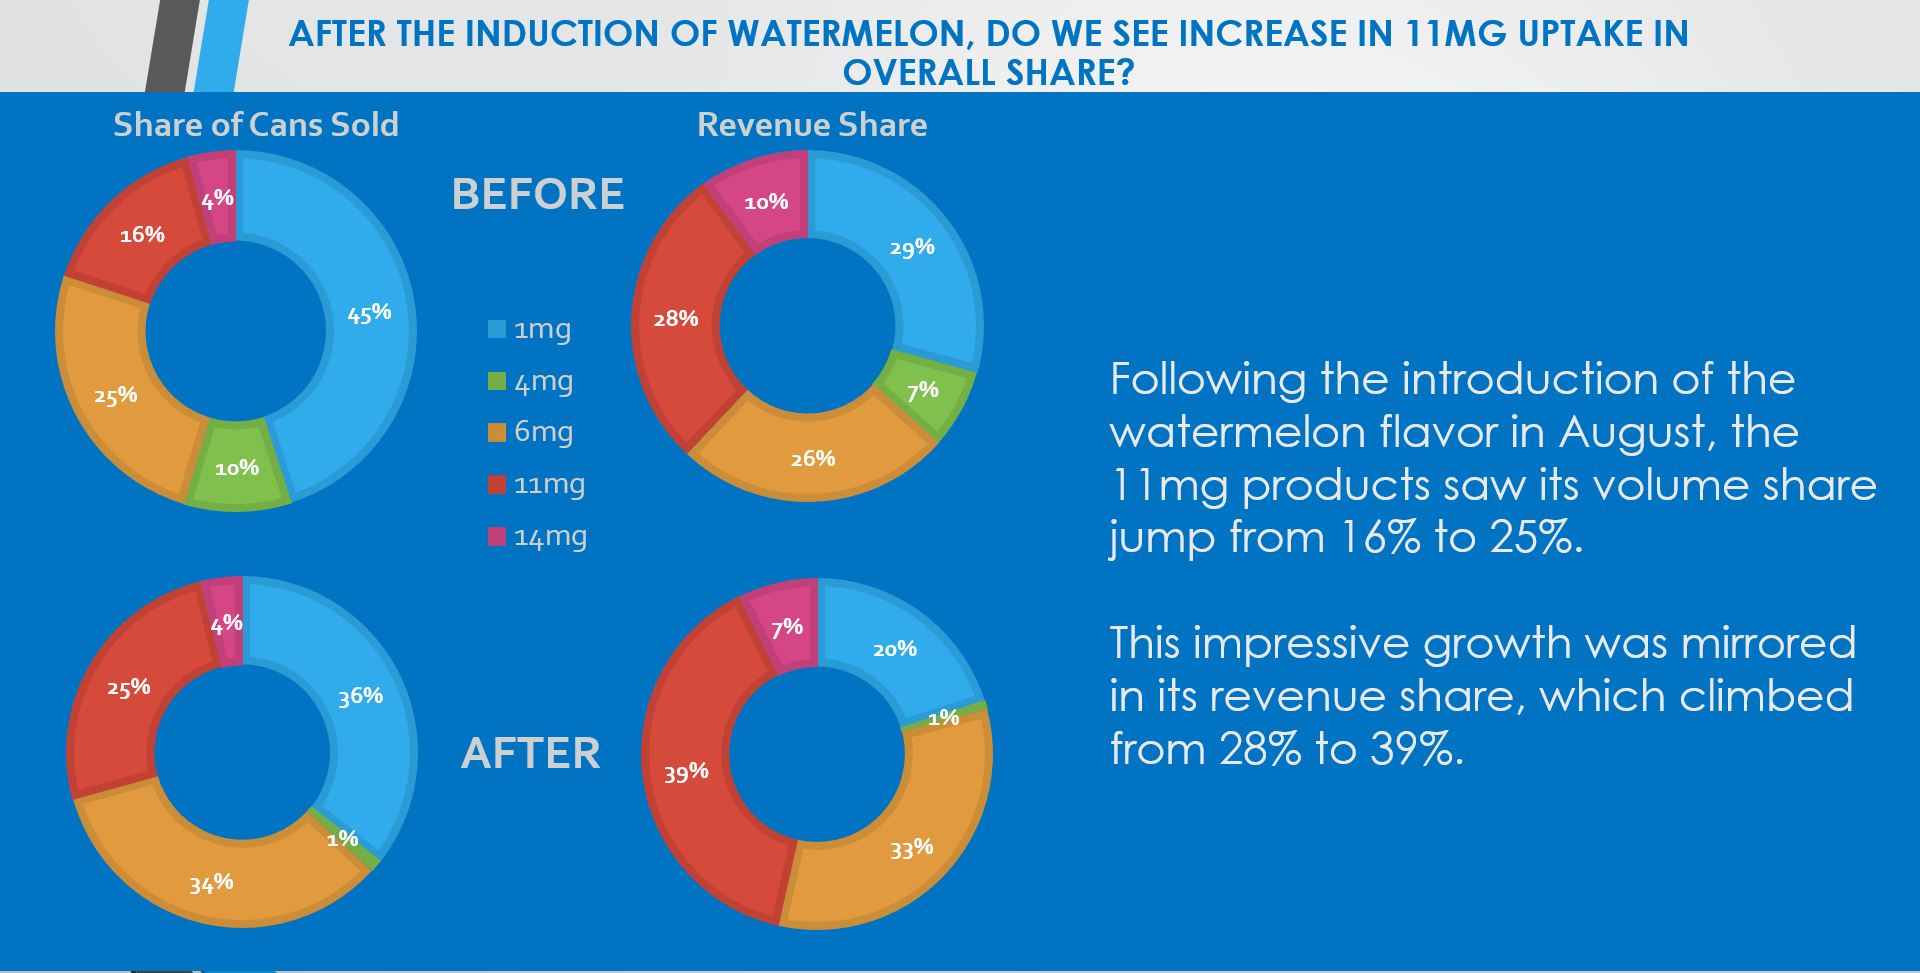 AFTER THE INDUCTION OF WATERMELON, DO WE SEE INCREASE IN 11MG UPTAKE IN
OVERALL SHARE?
Share of Cans Sold
Revenue Share
BEFORE
4%
16%
45%
25%
10%
10%
29%
28%
7%
26%
1mg
4mg
6mg
11mg
14mg
AFTER
4%
25%
36%
1%
34%
7%
20%
1%
39%
33%
Following the introduction of the
watermelon flavor in August, the
11mg products saw its volume share
jump from 16% to 25%.
This impressive growth was mirrored
in its revenue share, which climbed
from 28% to 39%.